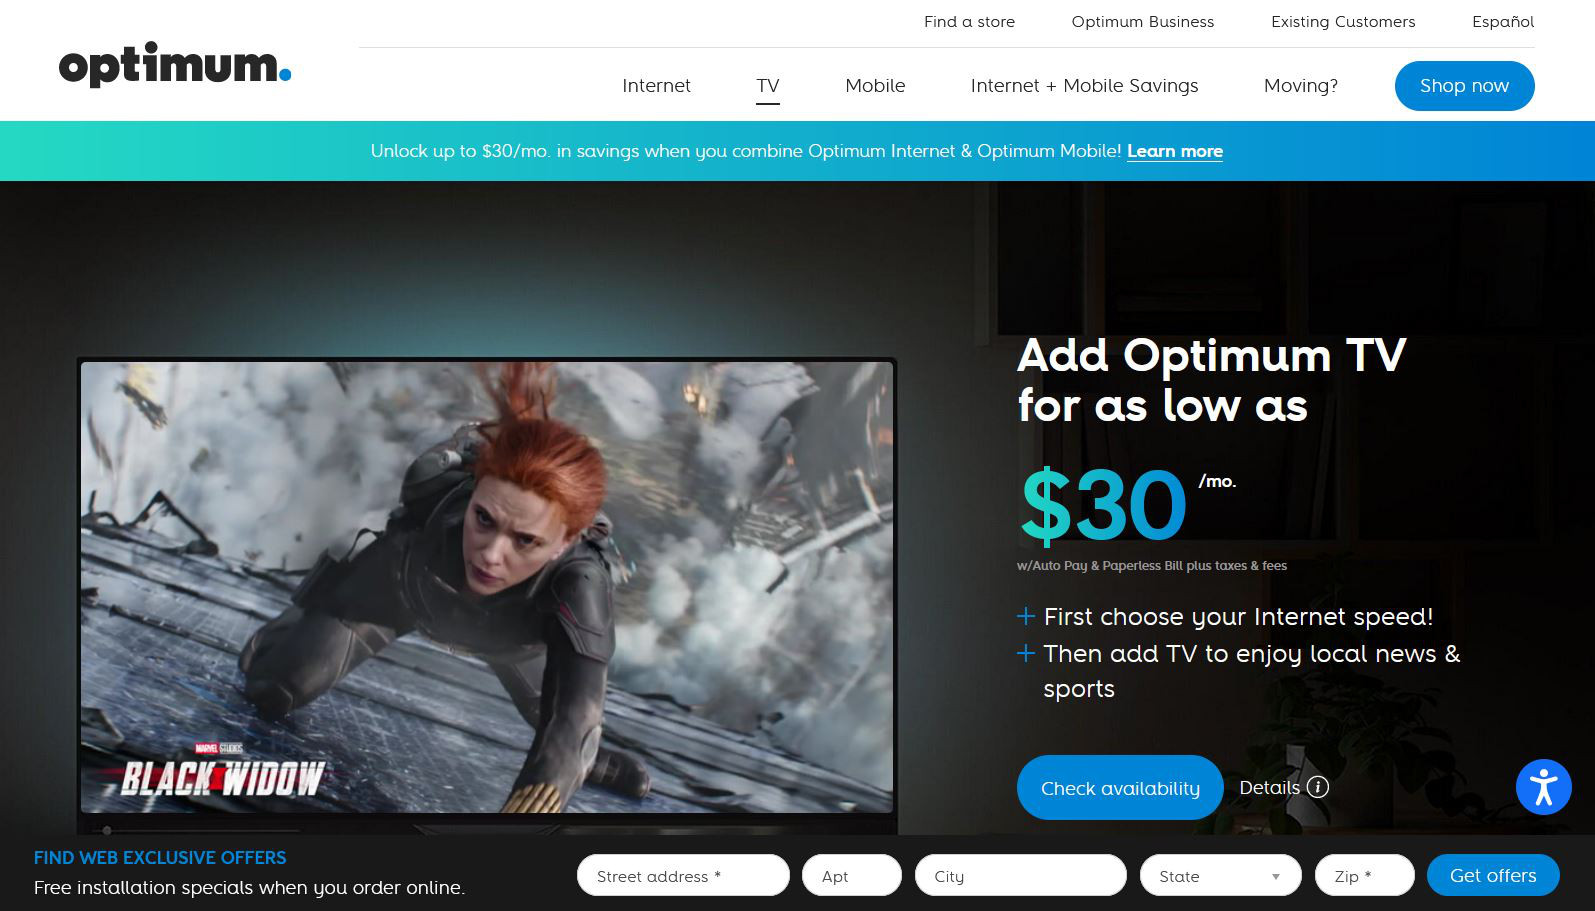 Find a store
Optimum Business
Existing Customers
Español
optimum.
Internet
TV
Mobile
Internet + Mobile Savings
Moving?
Shop now
Unlock up to $30/mo. in savings when you combine Optimum Internet & Optimum Mobile! Learn more
Add Optimum TV
for as low as
$30 /mo.
w/Auto Pay & Paperless Bill plus taxes & fees
First choose your Internet speed!
Then add TV to enjoy local news &
sports
MARVEL STUDIOS
BLACK WIDOW
Check availability
Details
FIND WEB EXCLUSIVE OFFERS
Free installation specials when you order online.
Street address *
Apt
City
State
Zip *
Get offers